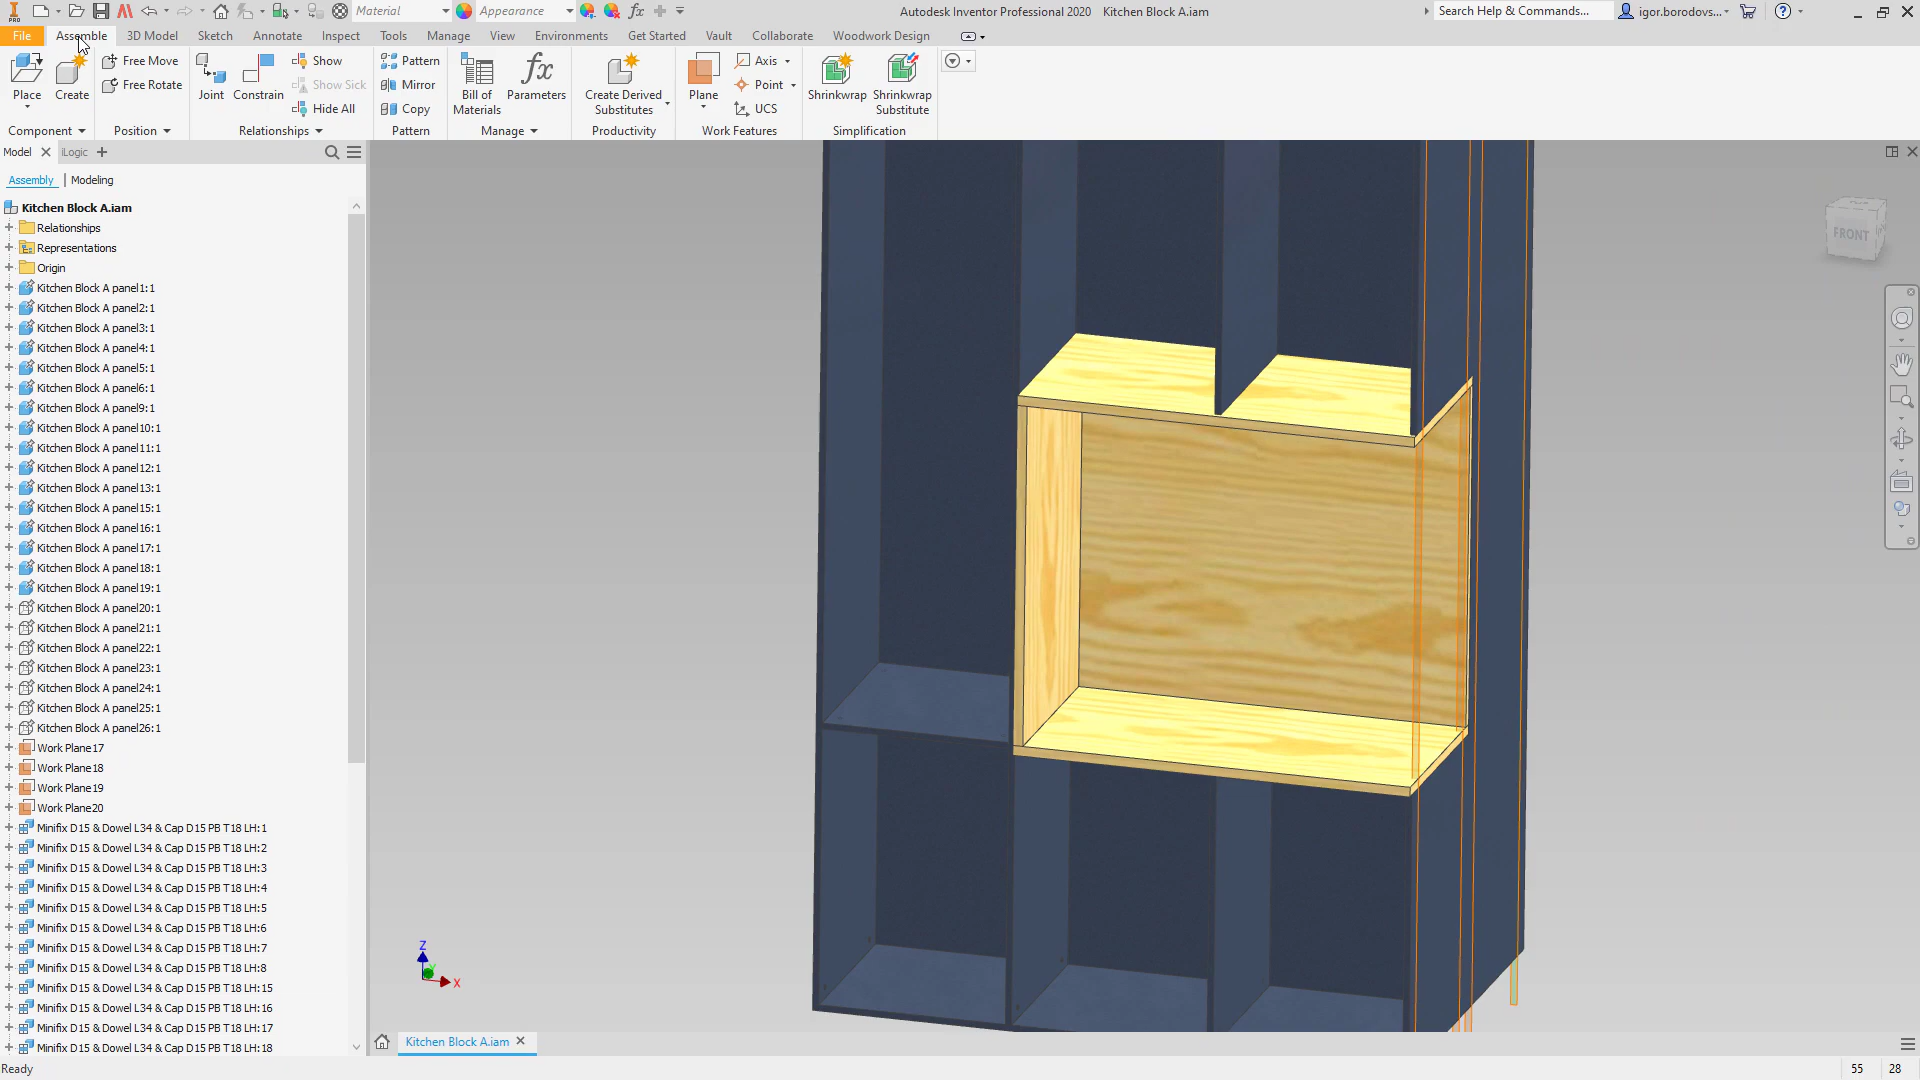 PRO
Material
Appearance
Autodesk Inventor Professional 2020 Kitchen Block A.iam
Search Help & Commands...
igor.borodovs...
File
Assemble
3D Model
Sketch
Annotate
Inspect
Tools
Manage
View
Environments
Get Started
Vault
Collaborate
Woodwork Design
Place
Create
Free Move
Free Rotate
Joint
Constrain
Show
Show Sick
Hide All
Pattern
Mirror
Copy
Bill of
Materials
Parameters
Create Derived
Substitutes
Plane
Axis
Point
UCS
Shrinkwrap
Shrinkwrap
Substitute
Component
Position
Relationships
Pattern
Manage
Productivity
Work Features
Simplification
Model
iLogic
Assembly | Modeling
Kitchen Block A.iam
Relationships
Representations
Origin
Kitchen Block A panel1:1
Kitchen Block A panel2:1
Kitchen Block A panel3:1
Kitchen Block A panel4:1
Kitchen Block A panel5:1
Kitchen Block A panel6:1
Kitchen Block A panel9:1
Kitchen Block A panel10:1
Kitchen Block A panel11:1
Kitchen Block A panel12:1
Kitchen Block A panel13:1
Kitchen Block A panel15:1
Kitchen Block A panel16:1
Kitchen Block A panel17:1
Kitchen Block A panel18:1
Kitchen Block A panel19:1
Kitchen Block A panel20:1
Kitchen Block A panel21:1
Kitchen Block A panel22:1
Kitchen Block A panel23:1
Kitchen Block A panel24:1
Kitchen Block A panel25:1
Kitchen Block A panel26:1
Work Plane17
Work Plane18
Work Plane19
Work Plane20
Minifix D15 & Dowel L34 & Cap D15 PB T18 LH:1
Minifix D15 & Dowel L34 & Cap D15 PB T18 LH:2
Minifix D15 & Dowel L34 & Cap D15 PB T18 LH:3
Minifix D15 & Dowel L34 & Cap D15 PB T18 LH:4
Minifix D15 & Dowel L34 & Cap D15 PB T18 LH:5
Minifix D15 & Dowel L34 & Cap D15 PB T18 LH:6
Minifix D15 & Dowel L34 & Cap D15 PB T18 LH:7
Minifix D15 & Dowel L34 & Cap D15 PB T18 LH:8
Minifix D15 & Dowel L34 & Cap D15 PB T18 LH:15
Minifix D15 & Dowel L34 & Cap D15 PB T18 LH:16
Minifix D15 & Dowel L34 & Cap D15 PB T18 LH:17
Minifix D15 & Dowel L34 & Cap D15 PB T18 LH:18
FRONT
Z
X
Kitchen Block A.iam
Ready
55
28